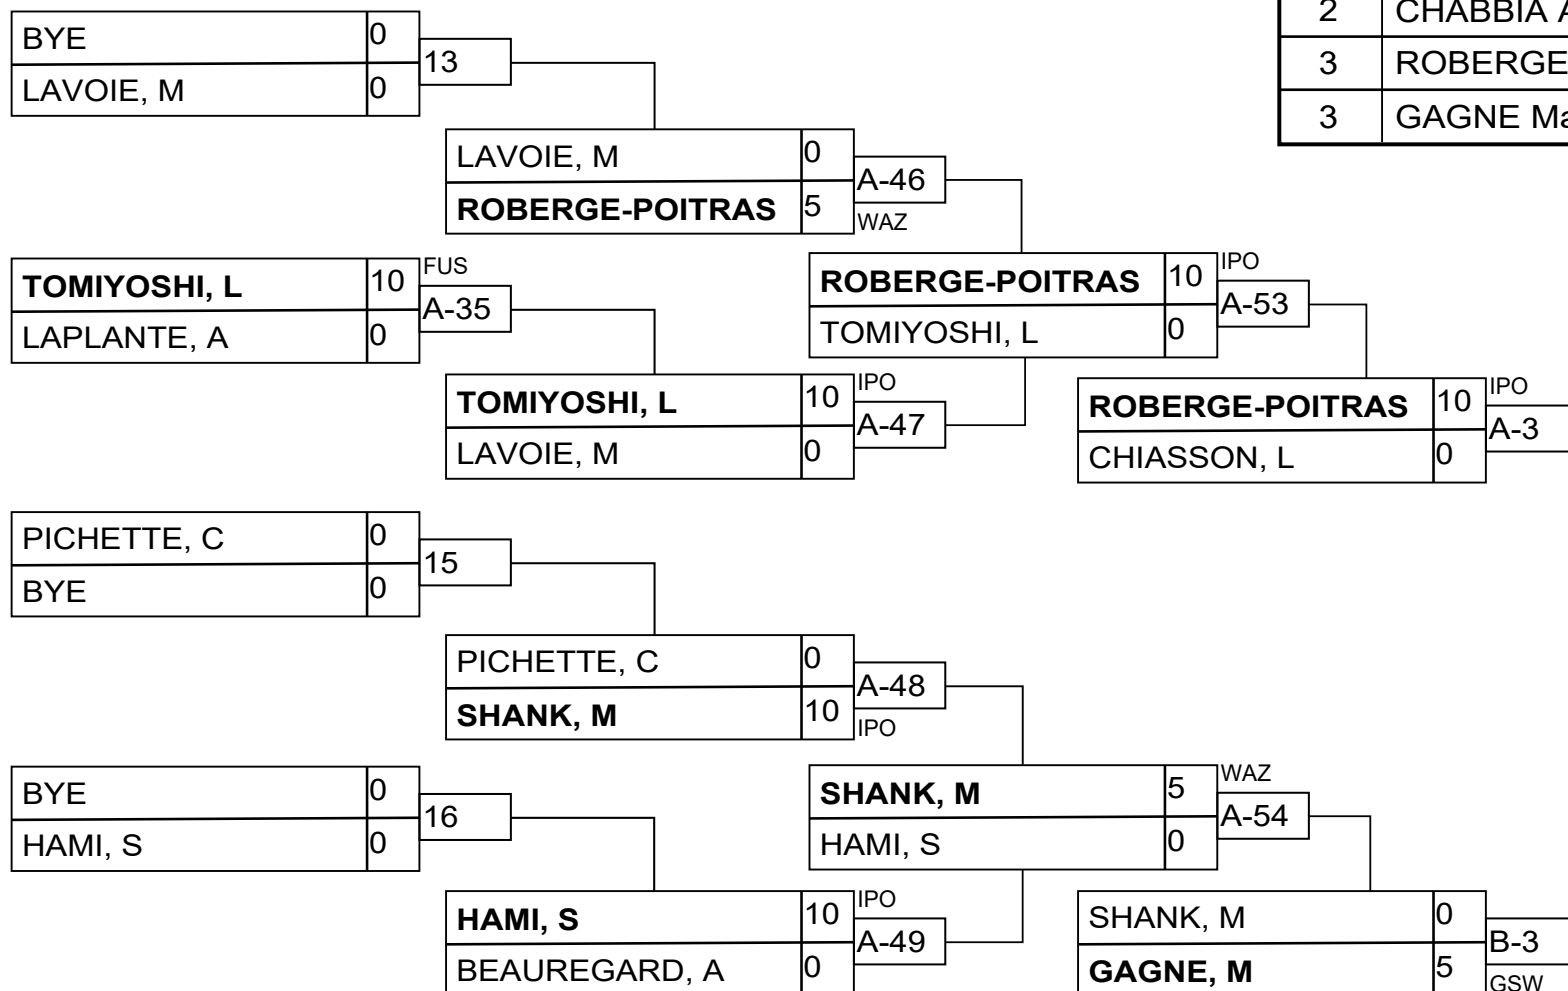 2 CHABBIA
3 ROBERGE
3 GAGNE Ma
BYE 0
13
LAVOIE, M 0
LAVOIE, M 0
A-46
ROBERGE-POITRAS 5
WAZ
TOMIYOSHI, L 10 FUS
A-35
LAPLANTE, A 0
ROBERGE-POITRAS 10 IPO
A-53
TOMIYOSHI, L 0
TOMIYOSHI, L 10 IPO
A-47
LAVOIE, M 0
ROBERGE-POITRAS 10 IPO
A-3
CHIASSON, L 0
PICHETTE, C 0
15
BYE 0
PICHETTE, C 0
A-48
SHANK, M 10
IPO
BYE 0
16
HAMI, S 0
SHANK, M 5 WAZ
A-54
HAMI, S 0
HAMI, S 10 IPO
A-49
BEAUREGARD, A 0
SHANK, M 0
B-3
GAGNE, M 5
GSW